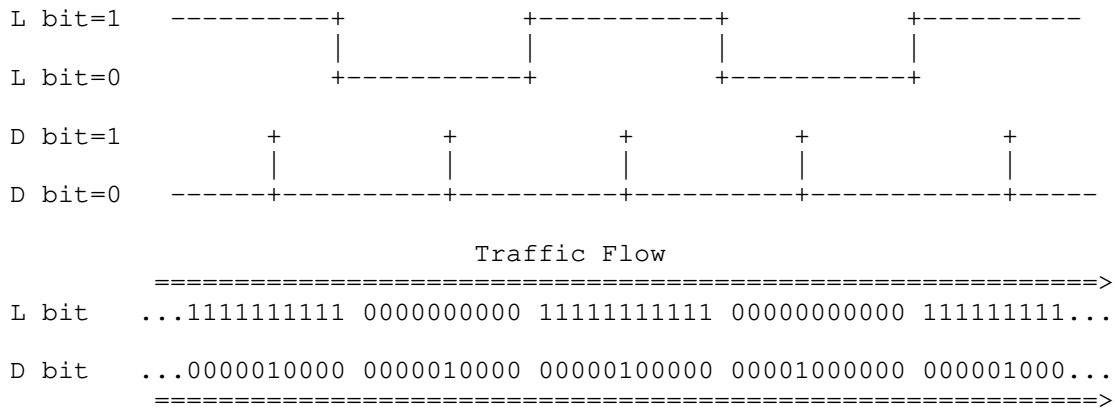 L bit=1   ----------+           +-----------+           +----------
                    |           |           |           |
L bit=0             +-----------+           +-----------+
D bit=1         +          +          +          +            +
                |          |          |          |            |
D bit=0   ------+----------+----------+----------+------------+-----
Traffic Flow
===========================================================>
L bit   ...1111111111 0000000000 11111111111 00000000000 111111111...
D bit   ...0000010000 0000010000 00000100000 00001000000 000001000...
===========================================================>